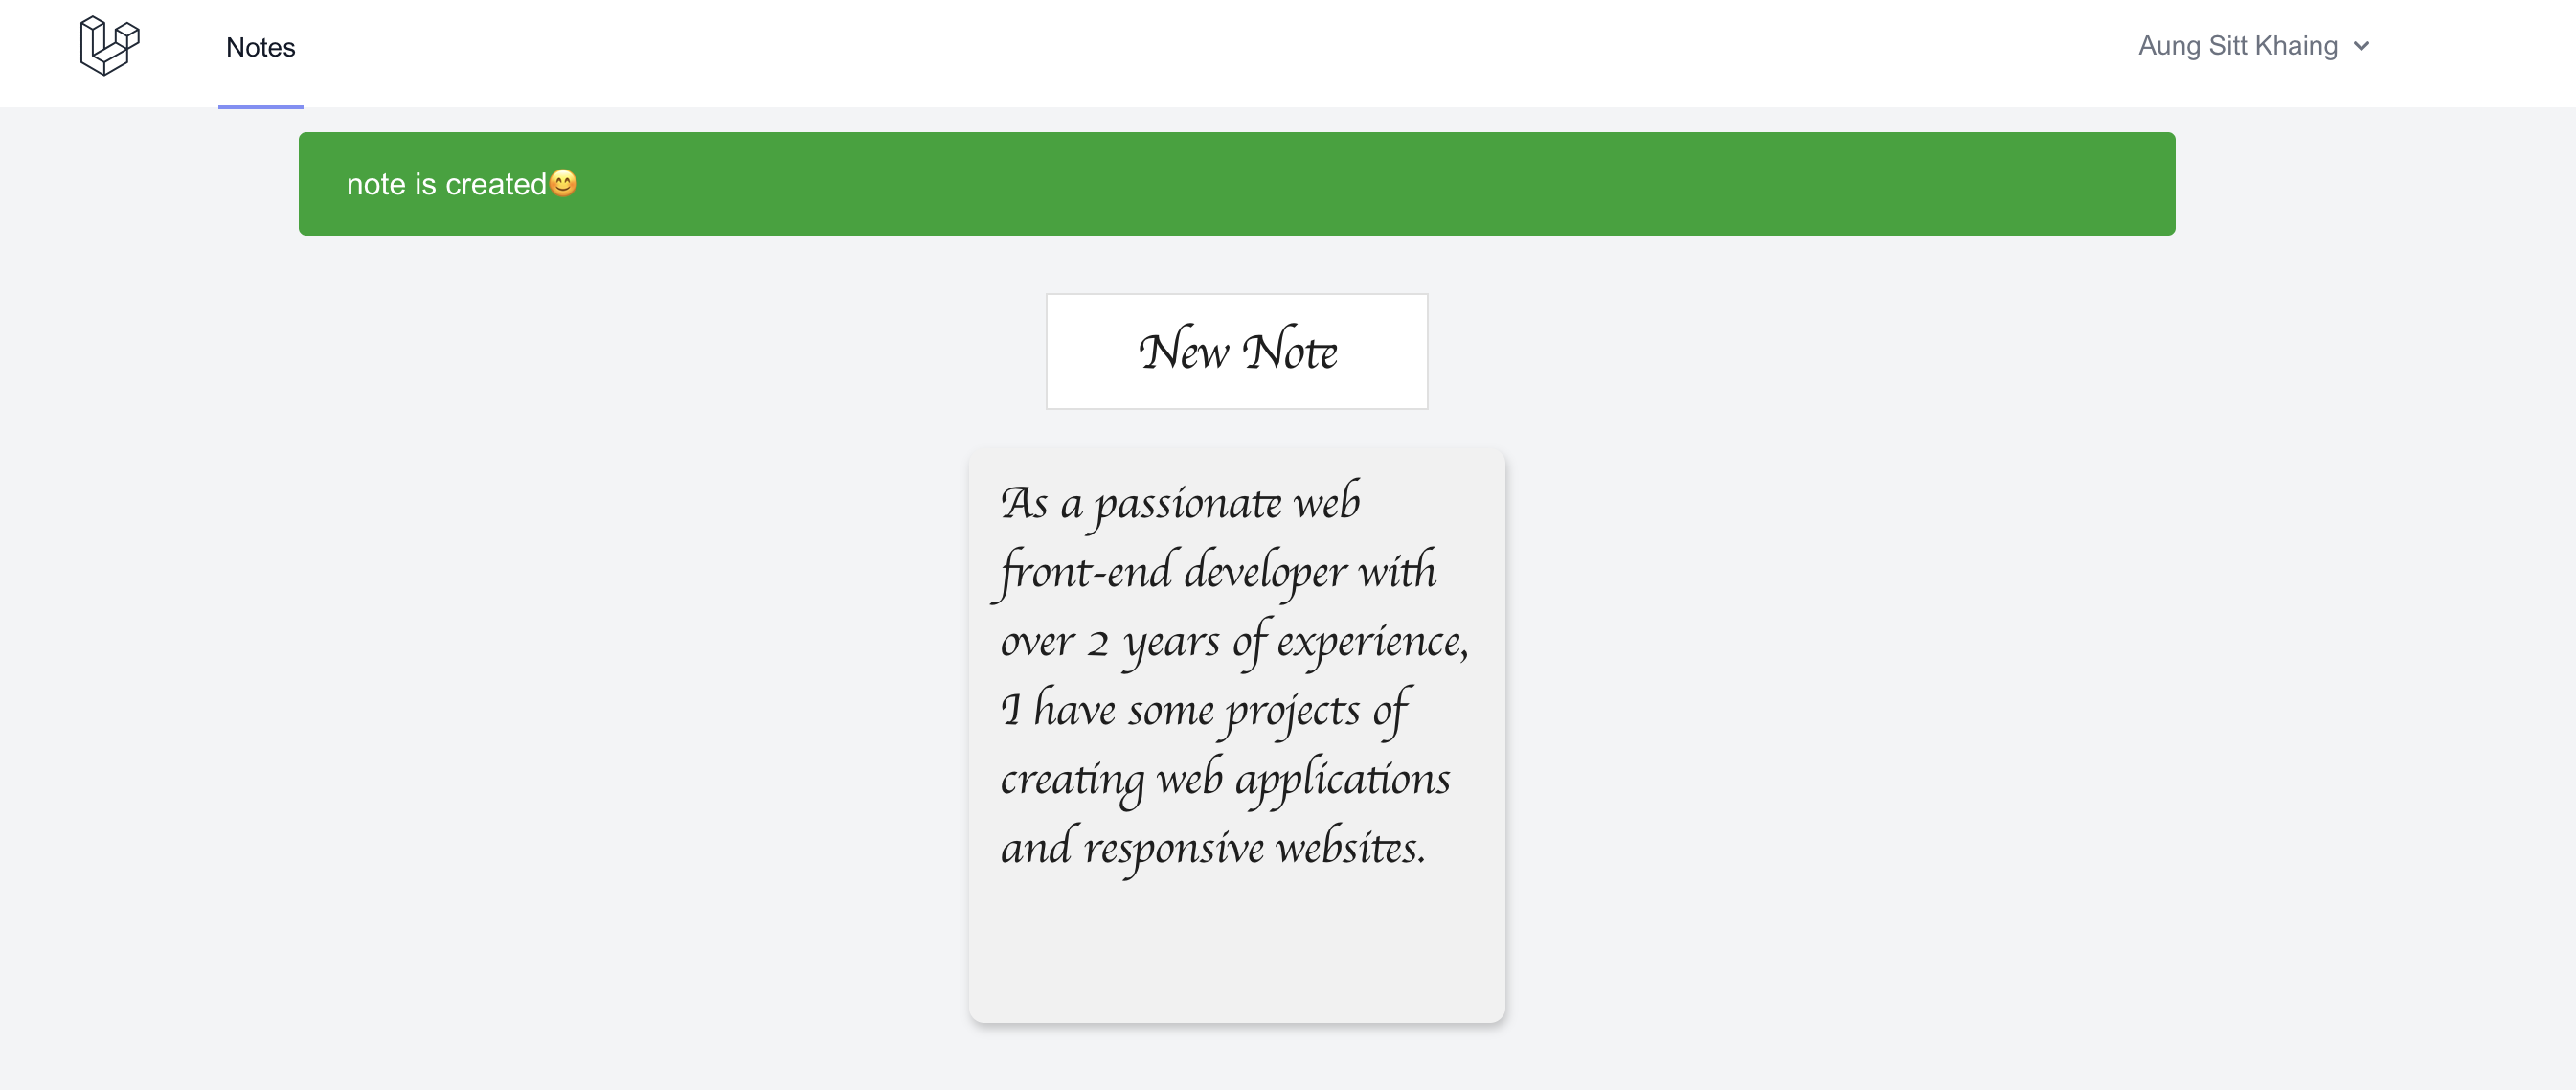 Notes
Aung Sitt Khaing
note is created😊
New Note
As a passionate web
front-end developer with
over 2 years of experience,
I have some projects of
creating web applications
and responsive websites.